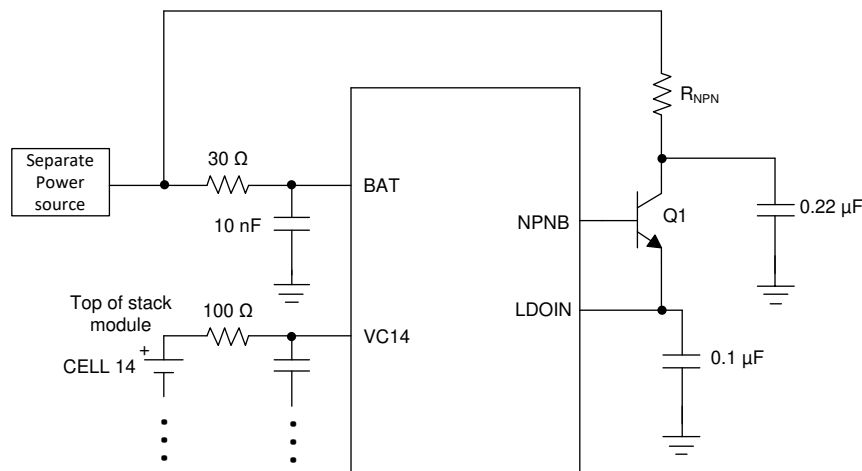 R_NPN
Separate
Power
source
30 Ω
BAT
10 nF
NPNB
Q1
0.22 µF
Top of stack
module
100 Ω
LDOIN
VC14
+
CELL 14
0.1 µF